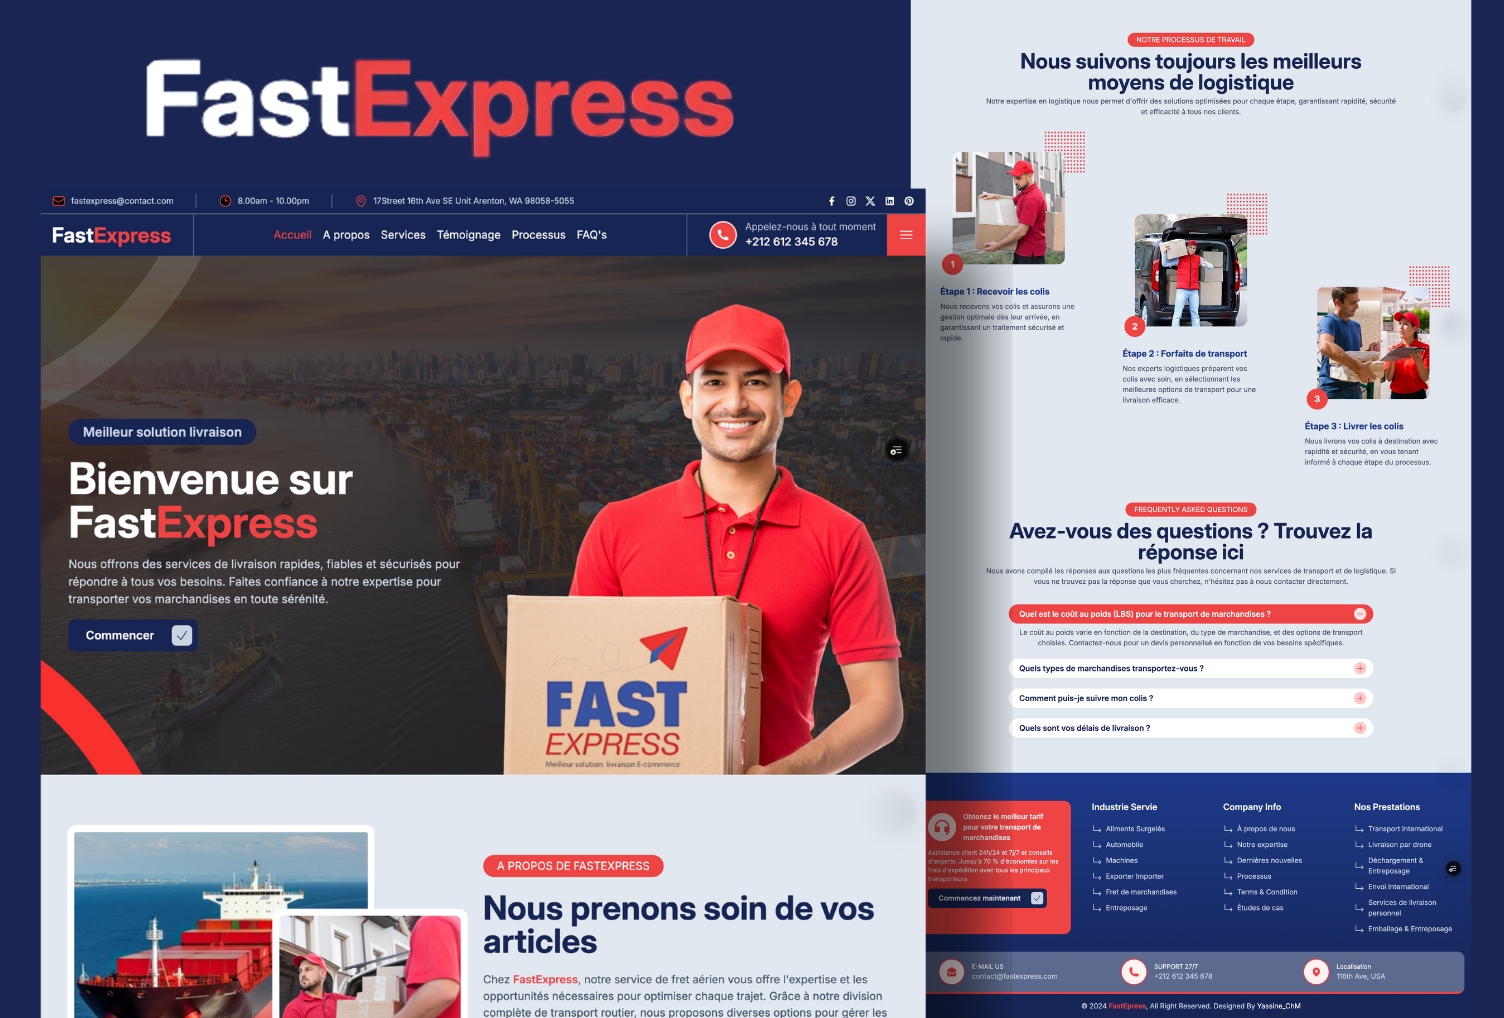 FastExpress
fastexpress@contact.com
8.00am - 10.00pm
17Street 16th Ave SE Unit Arenton, WA 98058-5055
FastExpress
Accueil A propos Services Témoignage Processus FAQ's
Appelez-nous à tout moment
+212 612 345 678
Meilleur solution livraison
Bienvenue sur
FastExpress
Nous offrons des services de livraison rapides, fiables et sécurisés pour
répondre à tous vos besoins. Faites confiance à notre expertise pour
transporter vos marchandises en toute sérénité.
Commencer
FAST
EXPRESS
Meilleur solution livraison E-commerce
A PROPOS DE FASTEXPRESS
Nous prenons soin de vos
articles
Chez FastExpress, notre service de fret aérien vous offre l'expertise et les
opportunités nécessaires pour optimiser chaque trajet. Grâce à notre division
complète de transport routier, nous proposons diverses options pour gérer les
NOTRE PROCESSUS DE TRAVAIL
Nous suivons toujours les meilleurs
moyens de logistique
Notre expertise en logistique nous permet d'offrir des solutions optimisées pour chaque étape, garantissant rapidité, sécurité
et efficacité à tous nos clients.
1
Étape 1 : Recevoir les colis
Nous recevons vos colis et assurons une
gestion optimale dès leur arrivée, en
garantissant un traitement sécurisé et
rapide.
2
Étape 2 : Forfaits de transport
Nos experts logistiques préparent vos
colis avec soin, en sélectionnant les
meilleures options de transport pour une
livraison efficace.
3
Étape 3 : Livrer les colis
Nous livrons vos colis à destination avec
rapidité et sécurité, en vous tenant
informé à chaque étape du processus.
FREQUENTLY ASKED QUESTIONS
Avez-vous des questions ? Trouvez la
réponse ici
Nous avons compilé les réponses aux questions les plus fréquentes concernant nos services de transport et de logistique. Si
vous ne trouvez pas la réponse que vous cherchez, n'hésitez pas à nous contacter directement.
Quel est le coût au poids (LBS) pour le transport de marchandises ?
Le coût au poids varie en fonction de la destination, du type de marchandise, et des options de transport
choisies. Contactez-nous pour un devis personnalisé en fonction de vos besoins spécifiques.
Quels types de marchandises transportez-vous ?
Comment puis-je suivre mon colis ?
Quels sont vos délais de livraison ?
Obtenez le meilleur tarif
pour votre transport de
marchandises
Assistance client 24h/24 et 7j/7 et conseils
d'experts. Jusqu'à 70 % d'économies sur les
frais d'expédition avec tous les principaux
transporteurs
Commencez maintenant
Industrie Servie
Aliments Surgelés
Automobile
Machines
Exporter Importer
Fret de marchandises
Entreposage
Company Info
À propos de nous
Notre expertise
Dernières nouvelles
Processus
Terms & Condition
Études de cas
Nos Prestations
Transport International
Livraison par drone
Déchargement &
Entreposage
Envoi International
Services de livraison
personnel
Emballage & Entreposage
E-MAIL US
contact@fastexpress.com
SUPPORT 27/7
+212 612 345 678
Localisation
116th Ave, USA
© 2024 FastEpress, All Right Reserved. Designed By Yassine_ChM